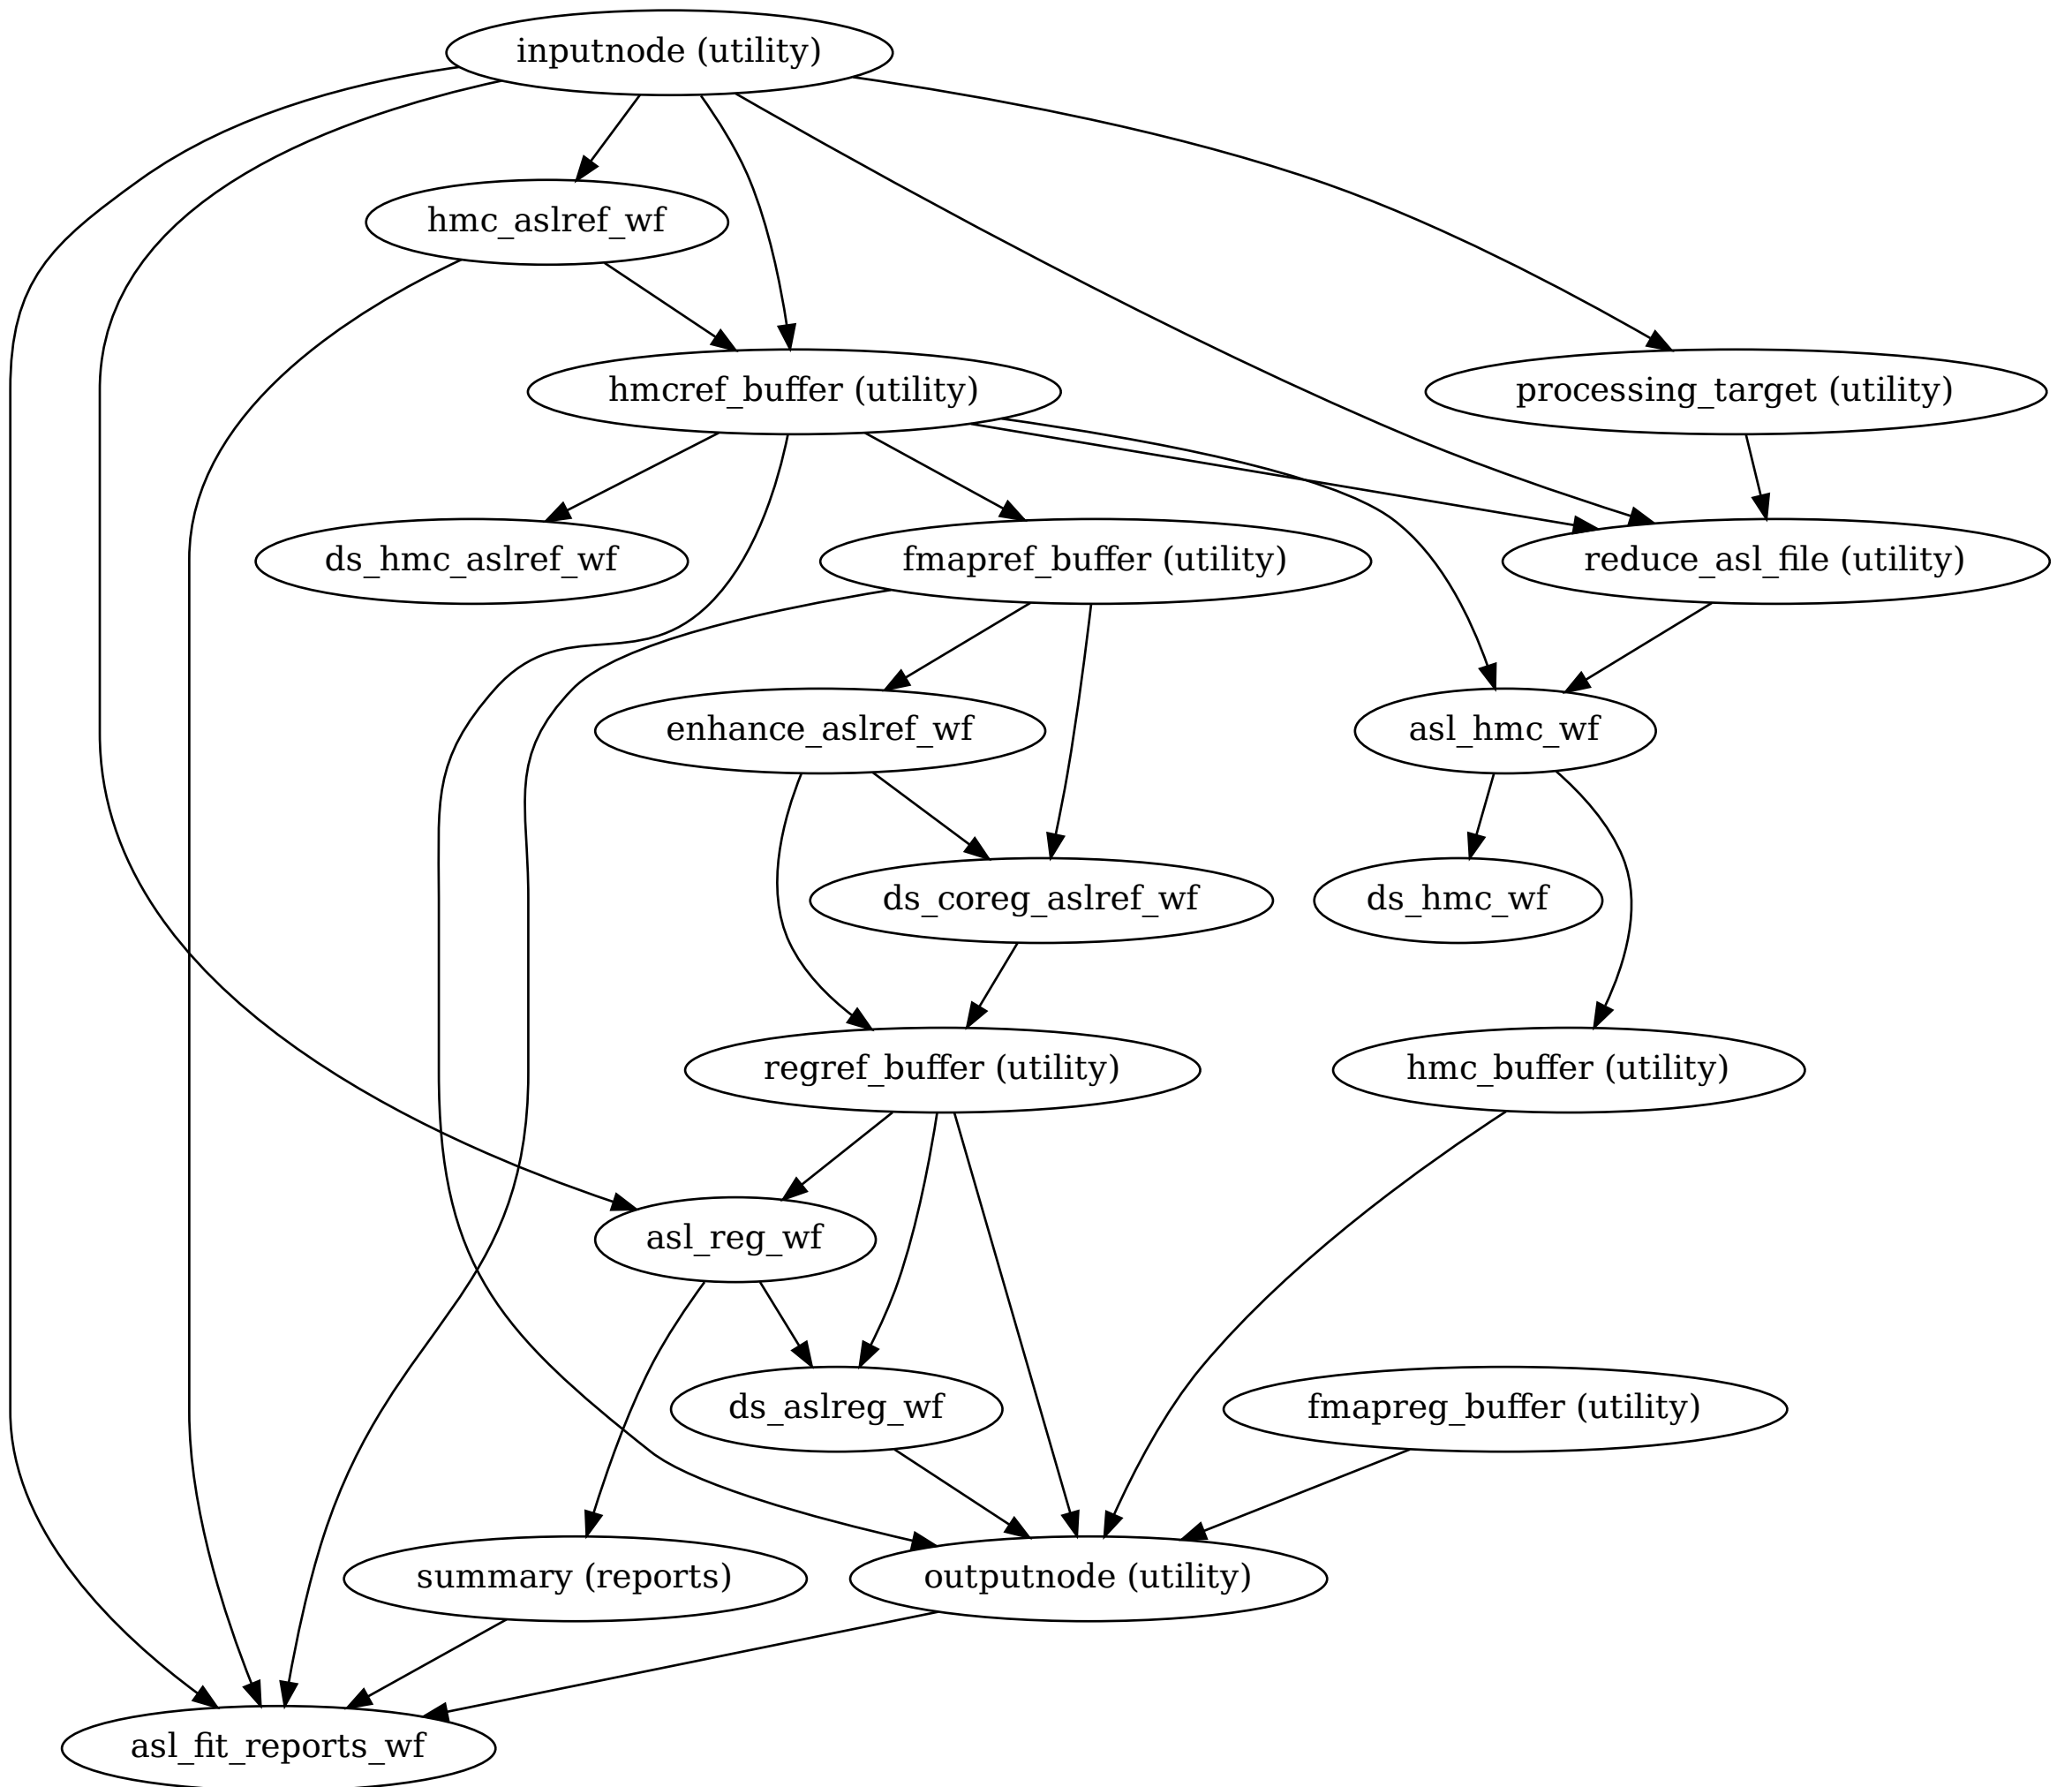 inputnode (utility)
hmc_aslref_wf
hmcref_buffer (utility)
processing_target (utility)
ds_hmc_aslref_wf
fmapref_buffer (utility)
reduce_asl_file (utility)
enhance_aslref_wf
asl_hmc_wf
ds_coreg_aslref_wf
ds_hmc_wf
regref_buffer (utility)
hmc_buffer (utility)
asl_reg_wf
ds_aslreg_wf
fmapreg_buffer (utility)
summary (reports)
outputnode (utility)
asl_fit_reports_wf